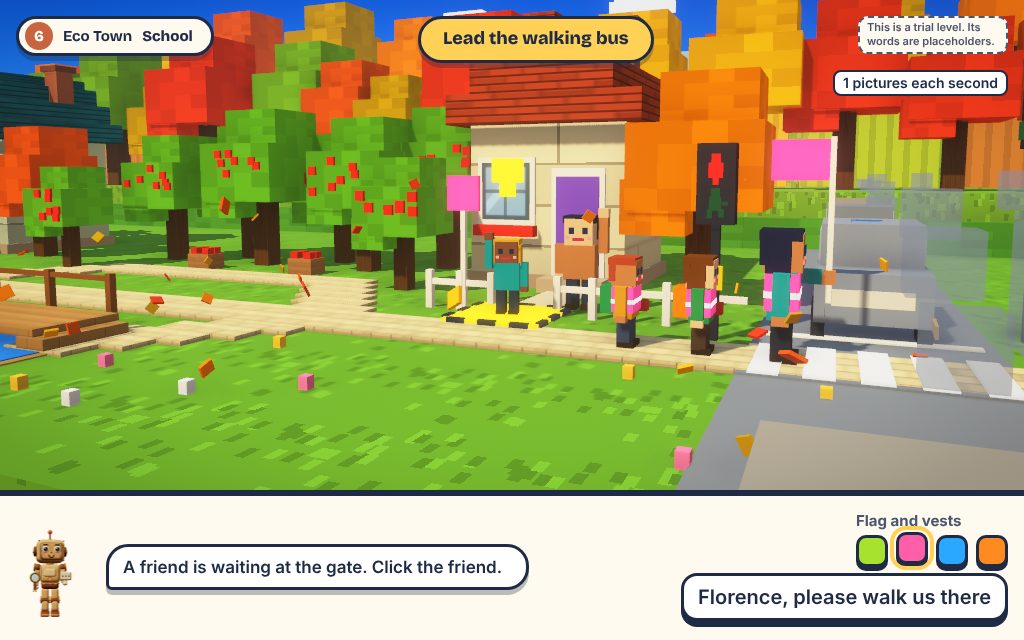 6 Eco Town School
Lead the walking bus
This is a trial level. Its
words are placeholders.
1 pictures each second
A friend is waiting at the gate. Click the friend.
Flag and vests
Florence, please walk us there